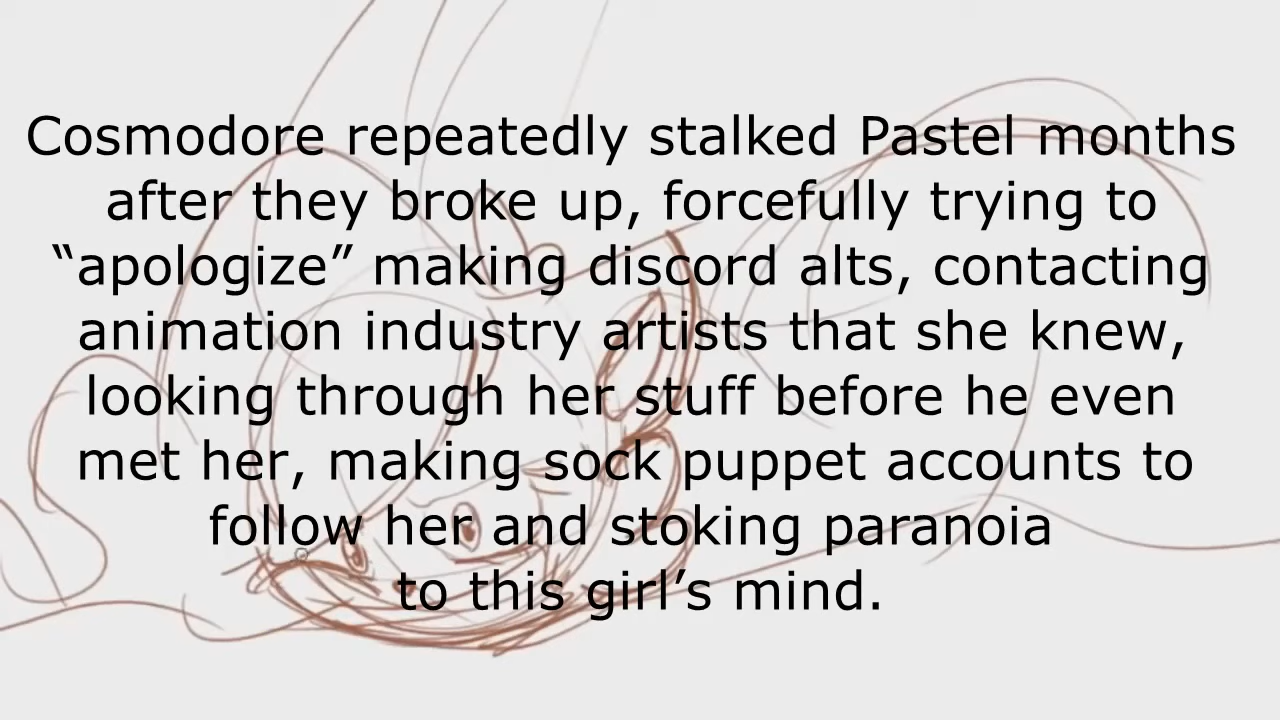 Cosmodore repeatedly stalked Pastel months
after they broke up, forcefully trying to
“apologize” making discord alts, contacting
animation industry artists that she knew,
looking through her stuff before he even
met her, making sock puppet accounts to
follow her and stoking paranoia
to this girl’s mind.